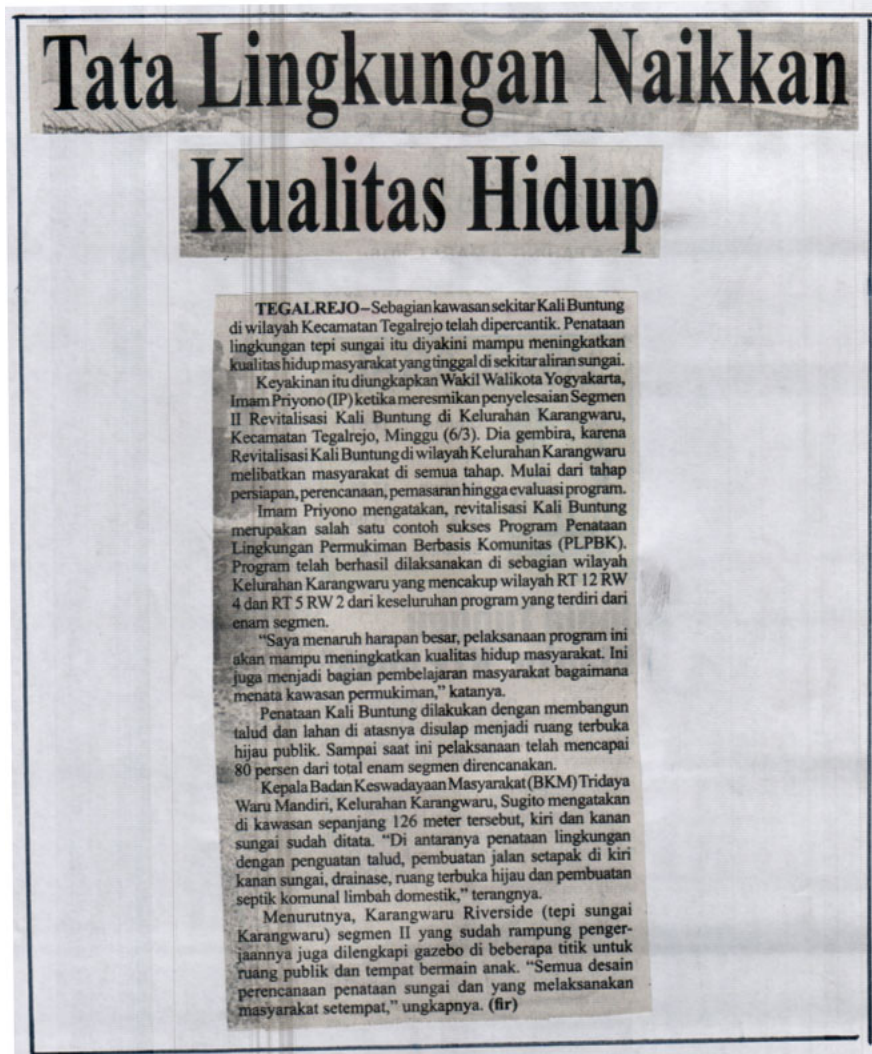 Tata Lingkungan Naikkan
Kualitas Hidup
TEGALREJO–Sebagian kawasan sekitar Kali Buntung
di wilayah Kecamatan Tegalrejo telah dipercantik. Penataan
lingkungan tepi sungai itu diyakini mampu meningkatkan
kualitas hidup masyarakat yang tinggal di sekitar aliran sungai.
Keyakinan itu diungkapkan Wakil Walikota Yogyakarta,
Imam Priyono (IP) ketika meresmikan penyelesaian Segmen
II Revitalisasi Kali Buntung di Kelurahan Karangwaru,
Kecamatan Tegalrejo, Minggu (6/3). Dia gembira, karena
Revitalisasi Kali Buntung di wilayah Kelurahan Karangwaru
melibatkan masyarakat di semua tahap. Mulai dari tahap
persiapan, perencanaan, pemasaran hingga evaluasi program.
Imam Priyono mengatakan, revitalisasi Kali Buntung
merupakan salah satu contoh sukses Program Penataan
Lingkungan Permukiman Berbasis Komunitas (PLPBK).
Program telah berhasil dilaksanakan di sebagian wilayah
Kelurahan Karangwaru yang mencakup wilayah RT 12 RW
4 dan RT 5 RW 2 dari keseluruhan program yang terdiri dari
enam segmen.
“Saya menaruh harapan besar, pelaksanaan program ini
akan mampu meningkatkan kualitas hidup masyarakat. Ini
juga menjadi bagian pembelajaran masyarakat bagaimana
menata kawasan permukiman,” katanya.
Penataan Kali Buntung dilakukan dengan membangun
talud dan lahan di atasnya disulap menjadi ruang terbuka
hijau publik. Sampai saat ini pelaksanaan telah mencapai
80 persen dari total enam segmen direncanakan.
Kepala Badan Keswadayaan Masyarakat (BKM) Tridaya
Waru Mandiri, Kelurahan Karangwaru, Sugito mengatakan
di kawasan sepanjang 126 meter tersebut, kiri dan kanan
sungai sudah ditata. “Di antaranya penataan lingkungan
dengan penguatan talud, pembuatan jalan setapak di kiri
kanan sungai, drainase, ruang terbuka hijau dan pembuatan
septik komunal limbah domestik,” terangnya.
Menurutnya, Karangwaru Riverside (tepi sungai
Karangwaru) segmen II yang sudah rampung penger-
jaannya juga dilengkapi gazebo di beberapa titik untuk
ruang publik dan tempat bermain anak. “Semua desain
perencanaan penataan sungai dan yang melaksanakan
masyarakat setempat,” ungkapnya. (fir)